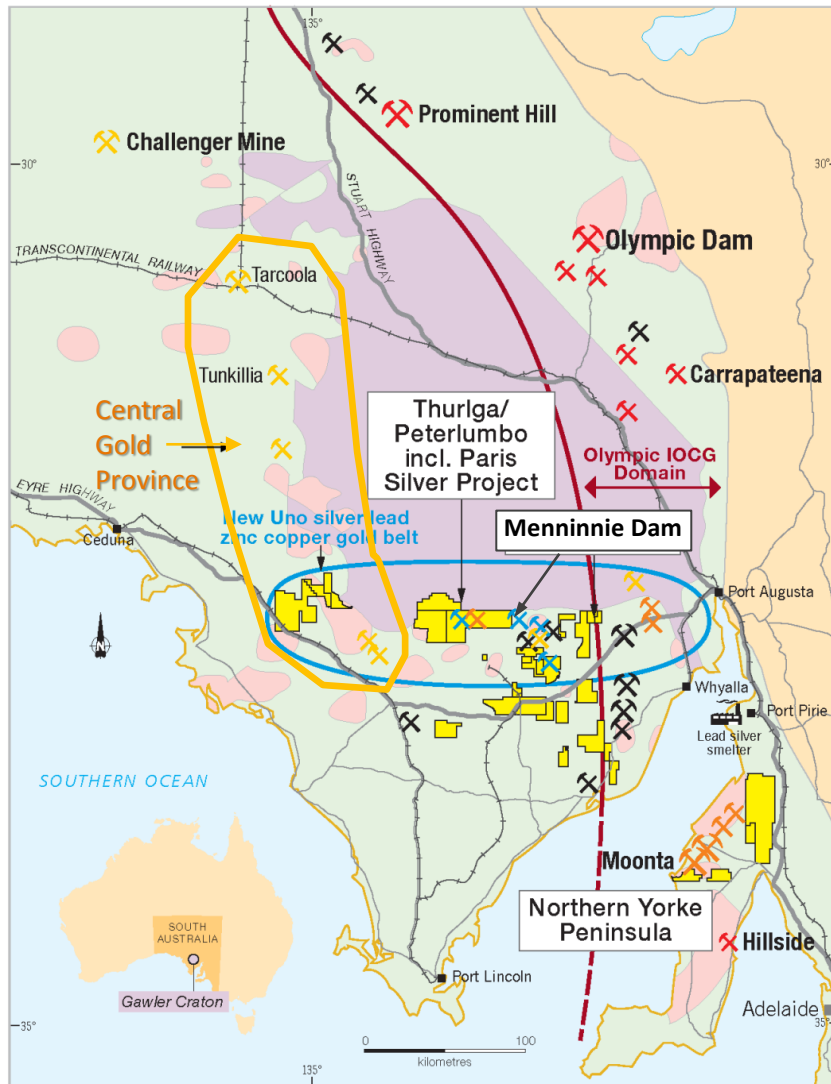 135°
Prominent Hill
Challenger Mine
30°
30°
STUART HIGHWAY
Olympic Dam
TRANSCONTINENTAL RAILWAY
Tarcoola
Tunkillia
Carrapateena
Central
Gold
Province
Thurlga/
Peterlumbo
incl. Paris
Silver Project
Olympic IOCG
Domain
EYRE HIGHWAY
Ceduna
New Uno silver lead
zinc copper gold belt
Menninnie Dam
Port Augusta
N
Whyalla
Port Pirie
Lead silver
smelter
SOUTHERN OCEAN
Moonta
SOUTH
AUSTRALIA
Gawler Craton
Northern Yorke
Peninsula
Hillside
Port Lincoln
Adelaide
35°
35°
0
100
kilometres
135°